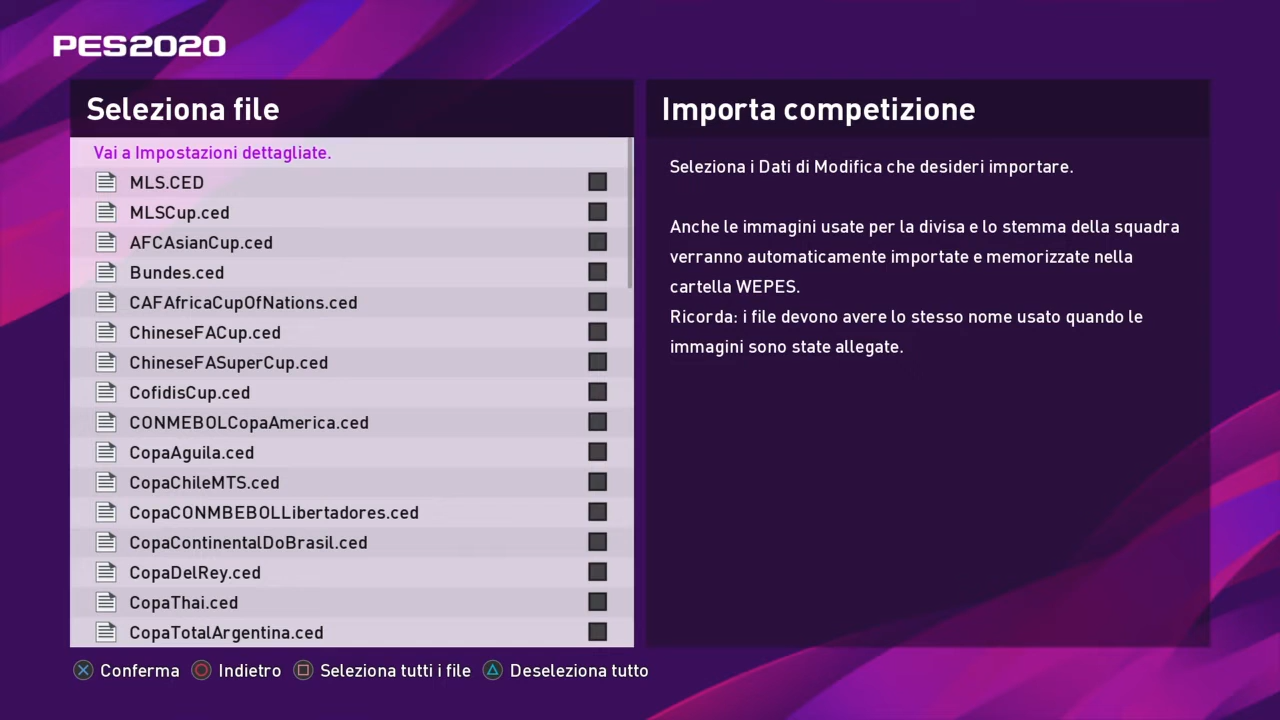 PES2020
Seleziona file
Vai a Impostazioni dettagliate.
MLS.CED
MLSCup.ced
AFCAsianCup.ced
Bundes.ced
CAFAfricaCupOfNations.ced
ChineseFACup.ced
ChineseFASuperCup.ced
CofidisCup.ced
CONMEBOLCopaAmerica.ced
CopaAguila.ced
CopaChileMTS.ced
CopaCONMBEBOLLibertadores.ced
CopaContinentalDoBrasil.ced
CopaDelRey.ced
CopaThai.ced
CopaTotalArgentina.ced
Importa competizione
Seleziona i Dati di Modifica che desideri importare.
Anche le immagini usate per la divisa e lo stemma della squadra
verranno automaticamente importate e memorizzate nella
cartella WEPES.
Ricorda: i file devono avere lo stesso nome usato quando le
immagini sono state allegate.
Conferma Indietro Seleziona tutti i file Deseleziona tutto